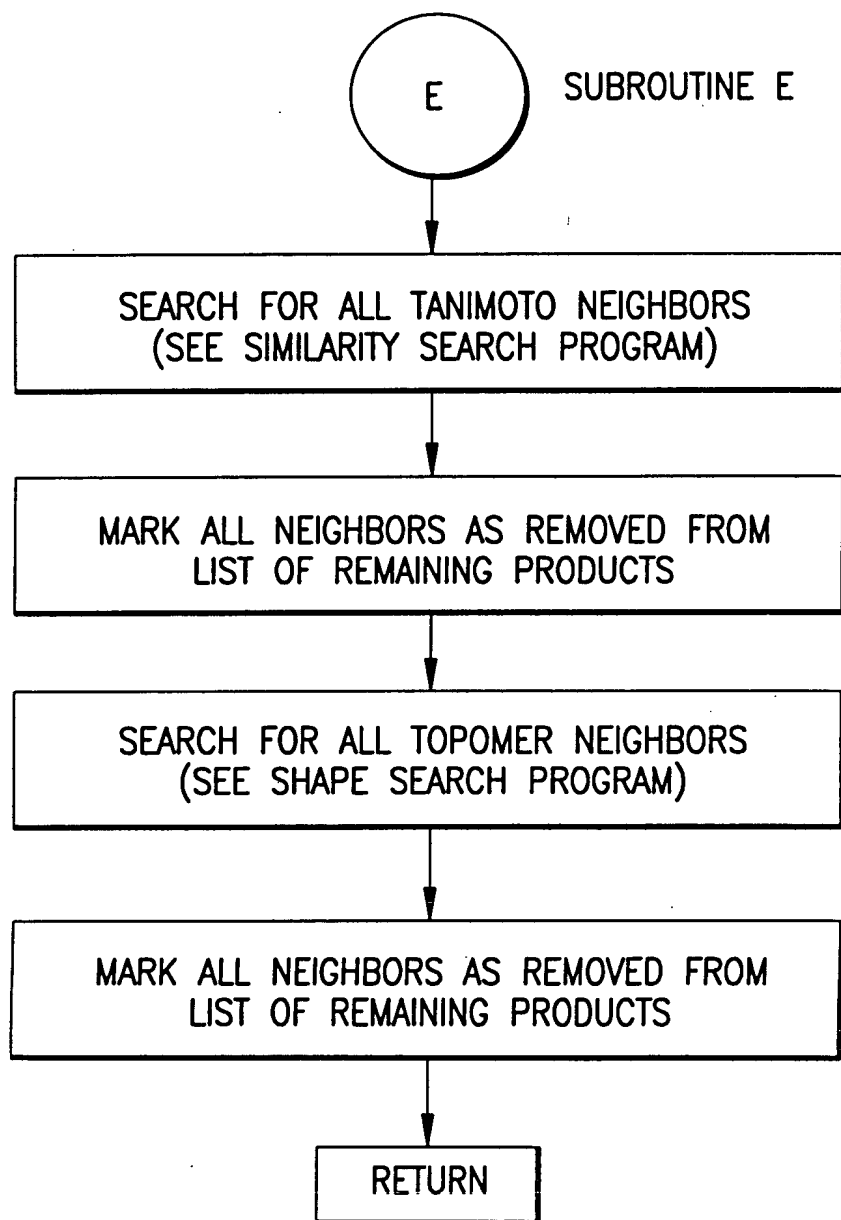 E
SUBROUTINE E
SEARCH FOR ALL TANIMOTO NEIGHBORS
(SEE SIMILARITY SEARCH PROGRAM)
MARK ALL NEIGHBORS AS REMOVED FROM
LIST OF REMAINING PRODUCTS
SEARCH FOR ALL TOPOMER NEIGHBORS
(SEE SHAPE SEARCH PROGRAM)
MARK ALL NEIGHBORS AS REMOVED FROM
LIST OF REMAINING PRODUCTS
RETURN